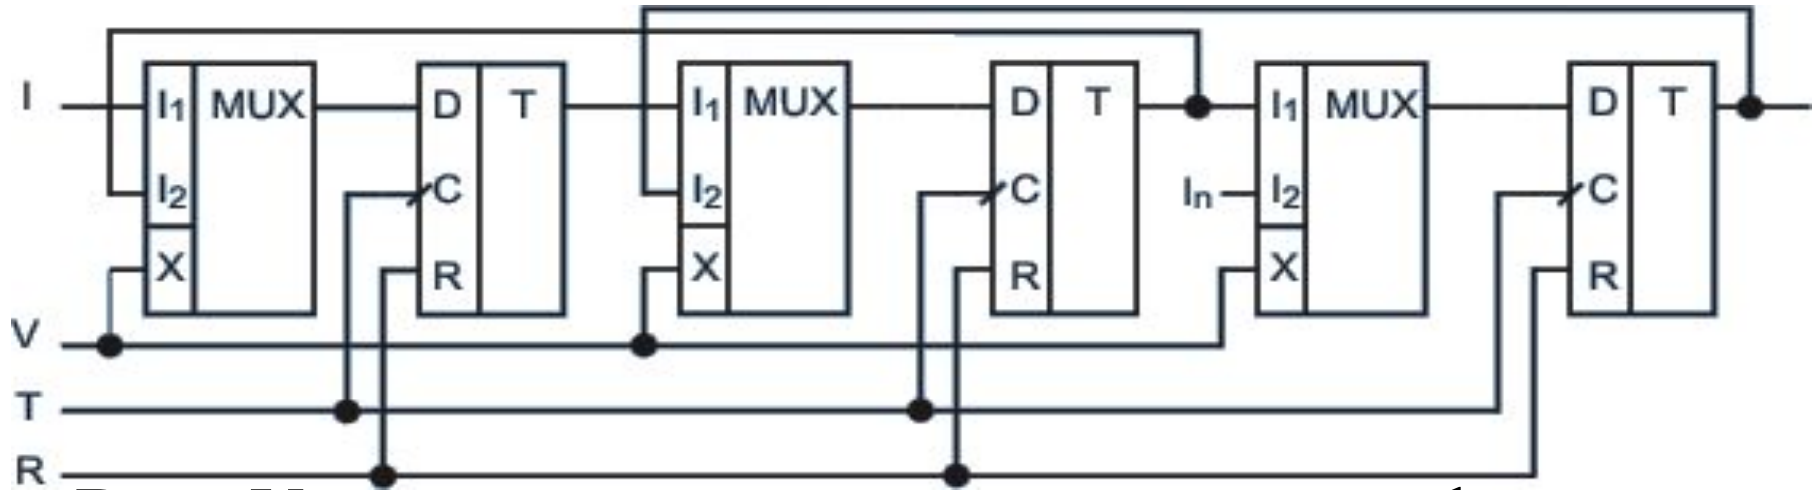 I I₁ MUX D T I₁ MUX D T I₁ MUX D T
I₂ C I₂ C Iₙ I₂ C
X R X R X R
V
T
R